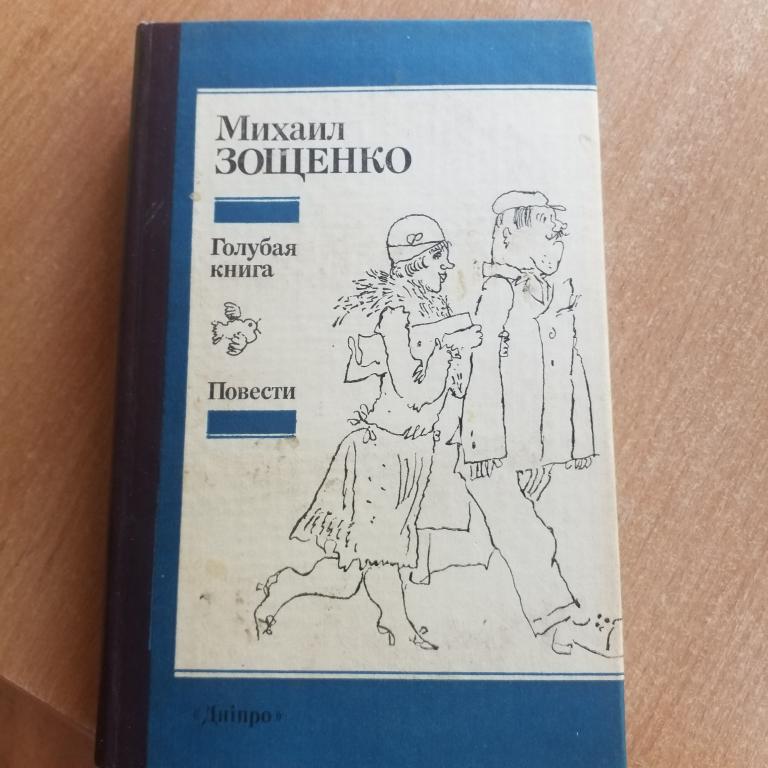 Михаил
ЗОЩЕНКО
Голубая
книга
Повести
«Дніпро»